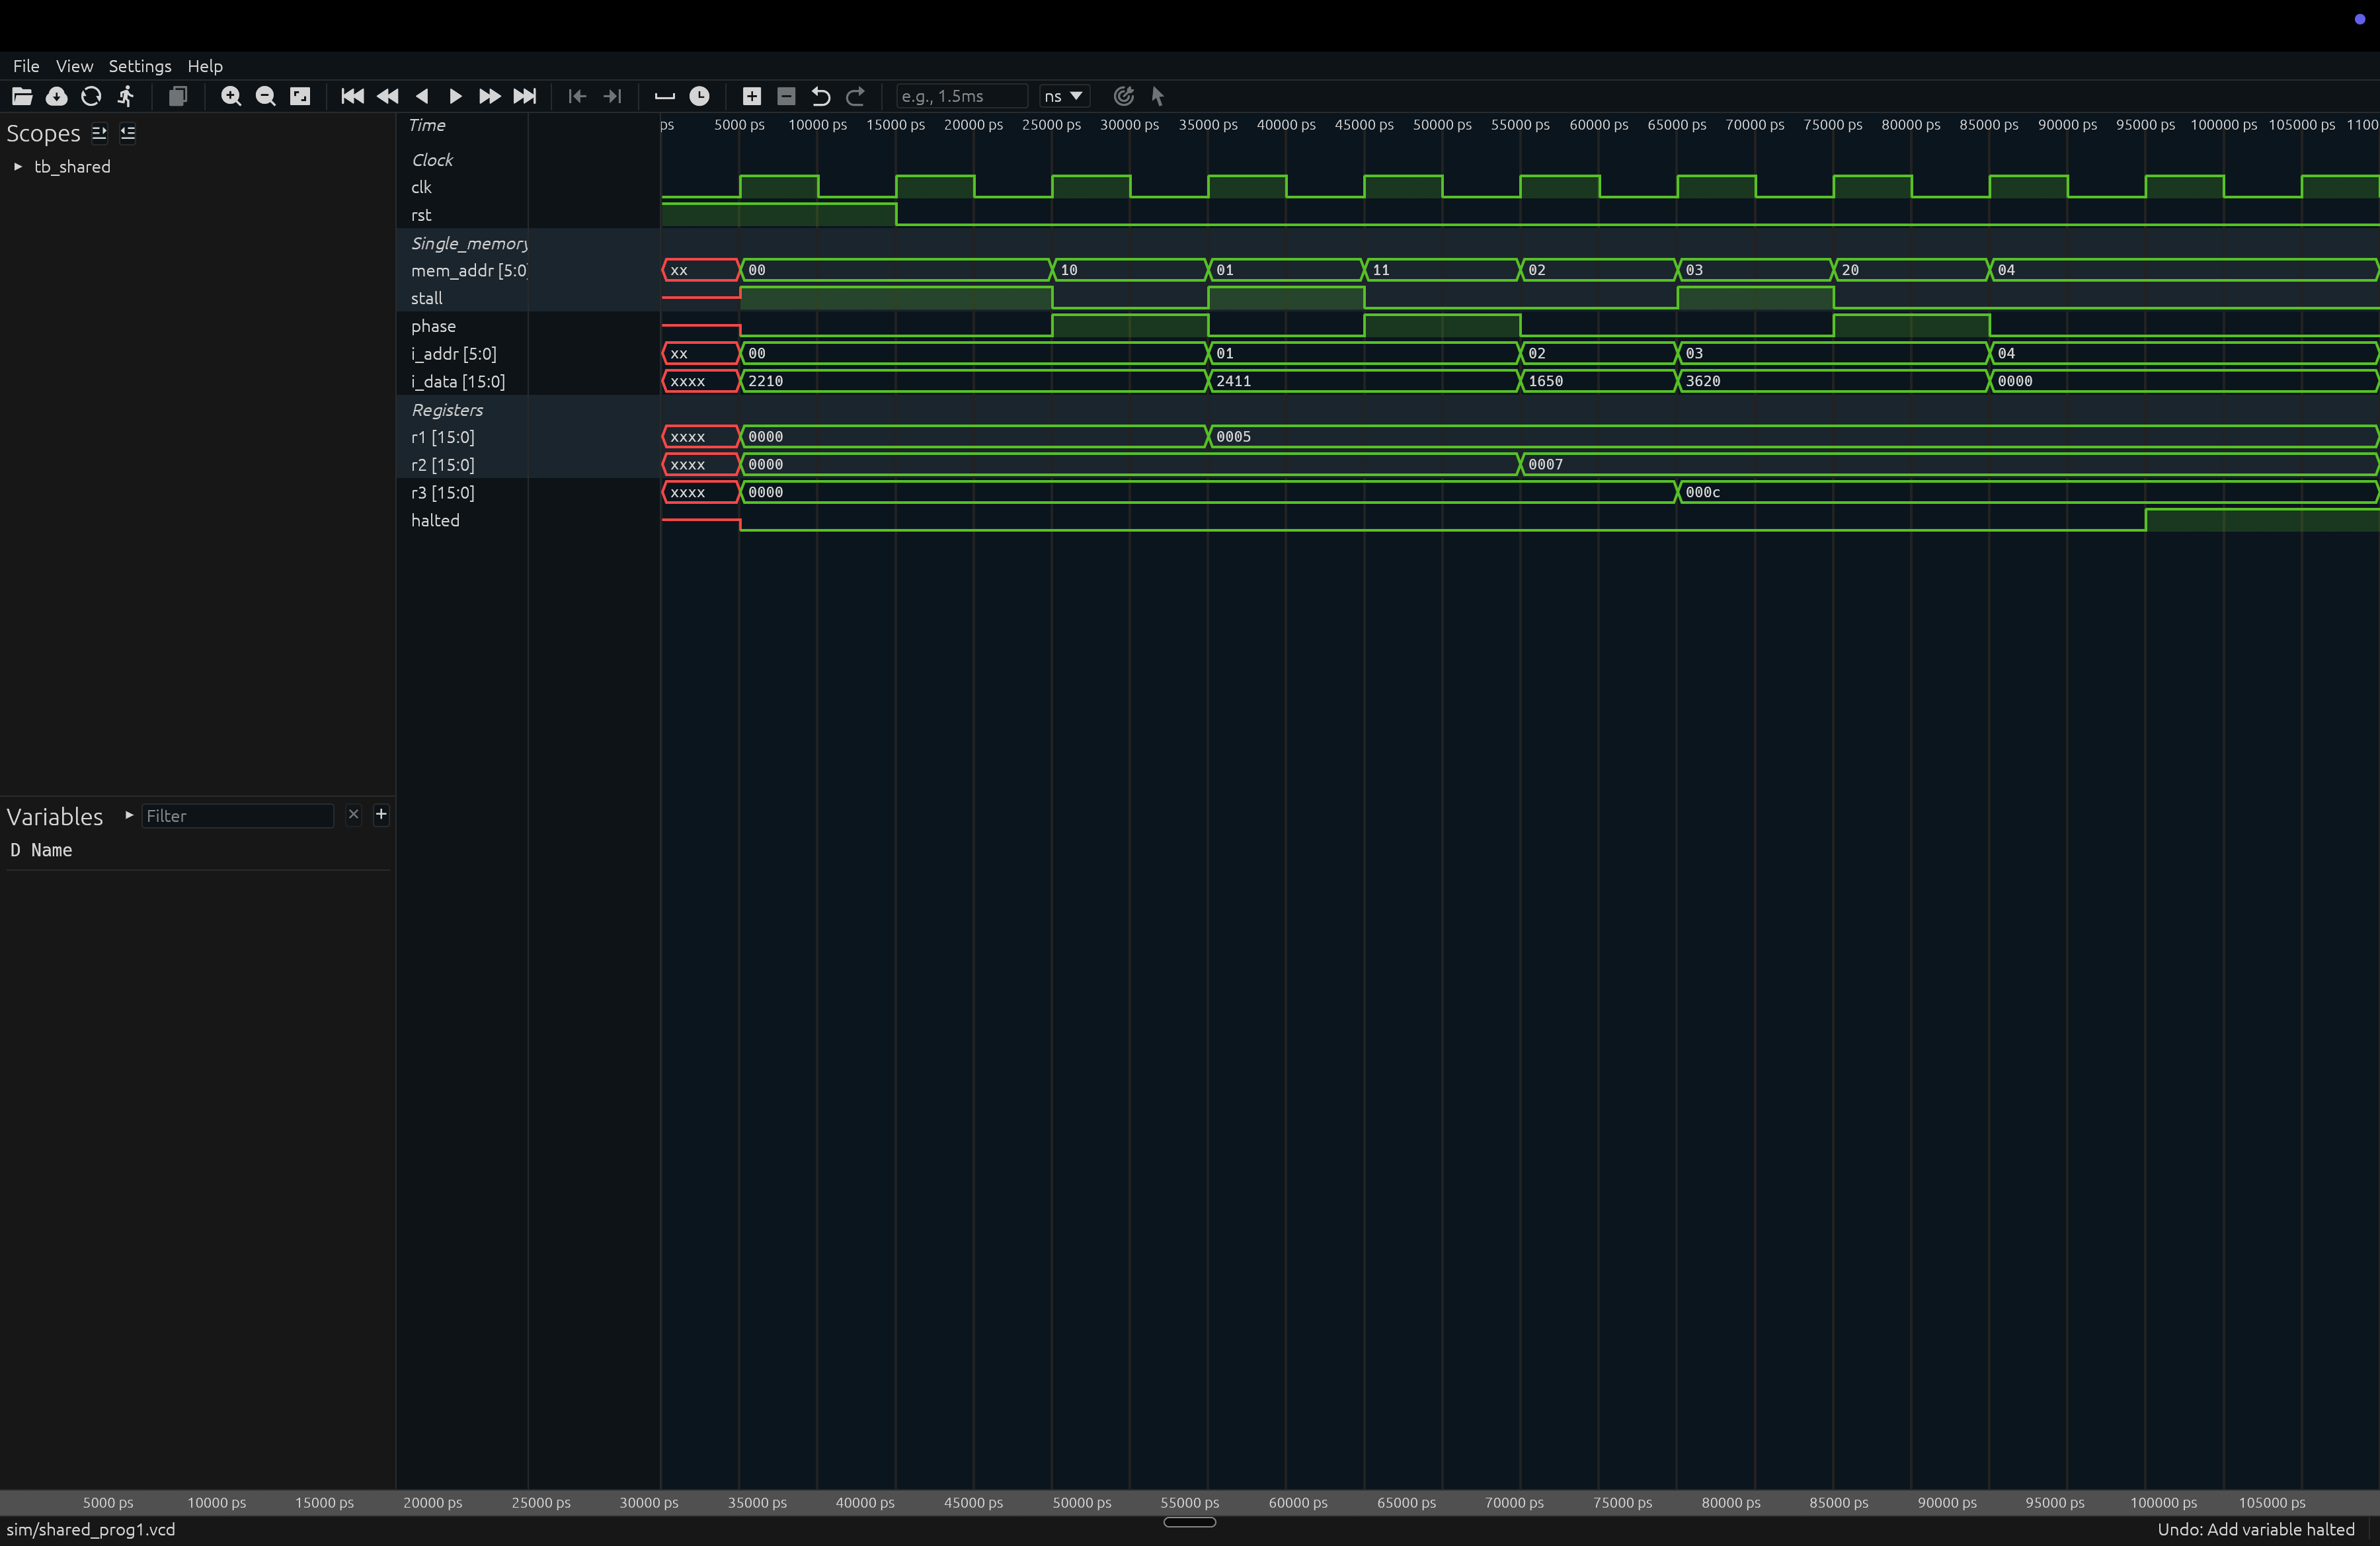 File View Settings Help
e.g., 1.5ms ns
Scopes
tb_shared
Time
ps 5000 ps 10000 ps 15000 ps 20000 ps 25000 ps 30000 ps 35000 ps 40000 ps 45000 ps 50000 ps 55000 ps 60000 ps 65000 ps 70000 ps 75000 ps 80000 ps 85000 ps 90000 ps 95000 ps 100000 ps 105000 ps 1100
Clock
clk
rst
Single_memory
mem_addr [5:0] xx 00 10 01 11 02 03 20 04
stall
phase
i_addr [5:0] xx 00 01 02 03 04
i_data [15:0] xxxx 2210 2411 1650 3620 0000
Registers
r1 [15:0] xxxx 0000 0005
r2 [15:0] xxxx 0000 0007
r3 [15:0] xxxx 0000 000c
halted
Variables Filter
D Name
5000 ps 10000 ps 15000 ps 20000 ps 25000 ps 30000 ps 35000 ps 40000 ps 45000 ps 50000 ps 55000 ps 60000 ps 65000 ps 70000 ps 75000 ps 80000 ps 85000 ps 90000 ps 95000 ps 100000 ps 105000 ps
sim/shared_prog1.vcd
Undo: Add variable halted